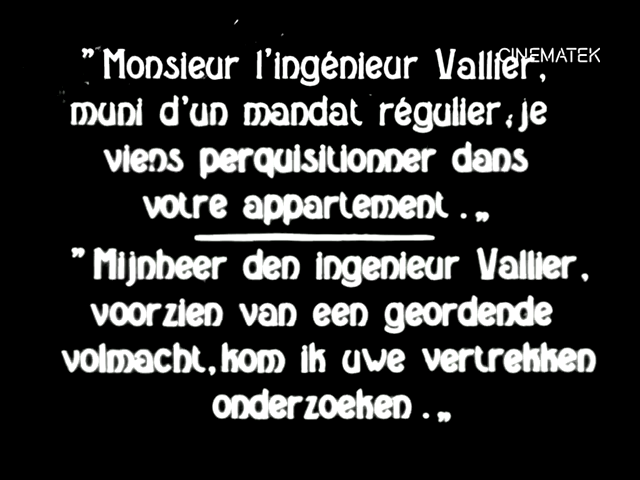 CINEMATEK
"Monsieur l'ingénieur Vallier,
muni d'un mandat régulier, je
viens perquisitionner dans
votre appartement.„
"Mijnheer den ingenieur Vallier,
voorzien van een geordende
volmacht, kom ik uwe vertrekken
onderzoeken.„